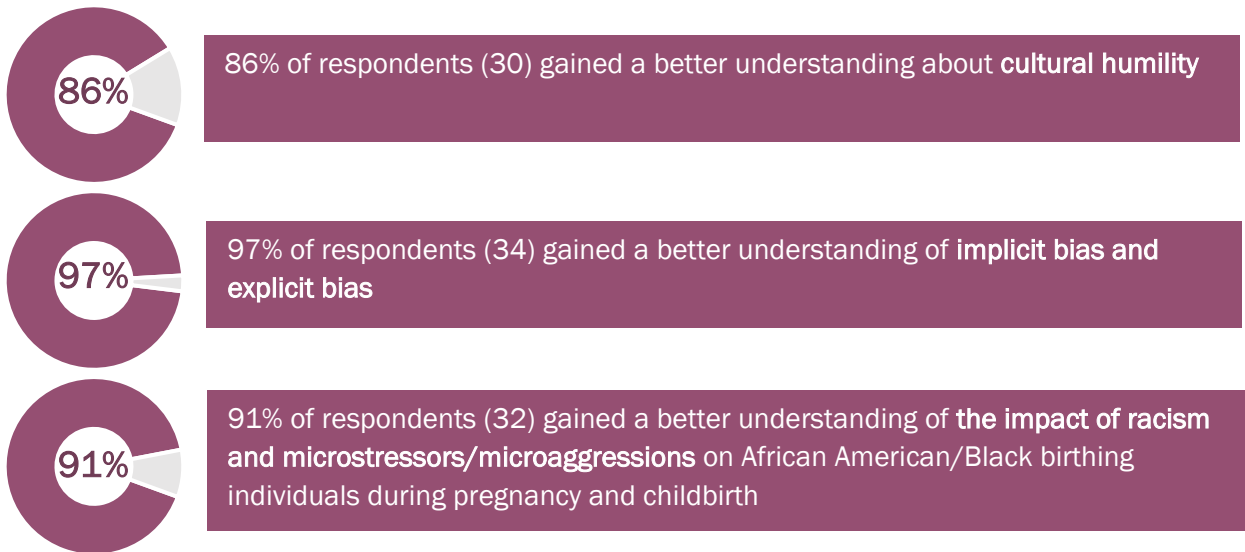 86%
86% of respondents (30) gained a better understanding about cultural humility
97%
97% of respondents (34) gained a better understanding of implicit bias and
explicit bias
91%
91% of respondents (32) gained a better understanding of the impact of racism
and microstressors/microaggressions on African American/Black birthing
individuals during pregnancy and childbirth